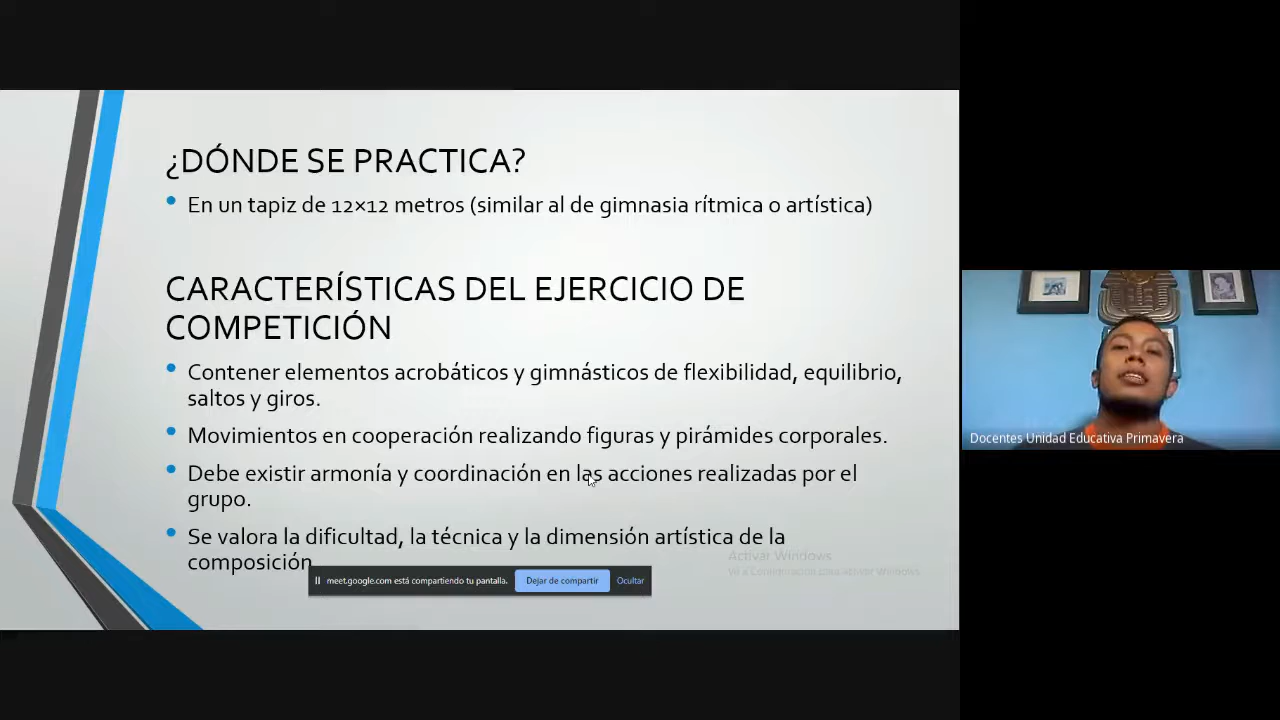 ¿DÓNDE SE PRACTICA?
• En un tapiz de 12×12 metros (similar al de gimnasia rítmica o artística)
CARACTERÍSTICAS DEL EJERCICIO DE
COMPETICIÓN
• Contener elementos acrobáticos y gimnásticos de flexibilidad, equilibrio,
saltos y giros.
• Movimientos en cooperación realizando figuras y pirámides corporales.
• Debe existir armonía y coordinación en las acciones realizadas por el
grupo.
• Se valora la dificultad, la técnica y la dimensión artística de la
composición
Activar Windows
Ve a Configuración para activar Windows.
meet.google.com está compartiendo tu pantalla.
Dejar de compartir
Ocultar
Docentes Unidad Educativa Primavera